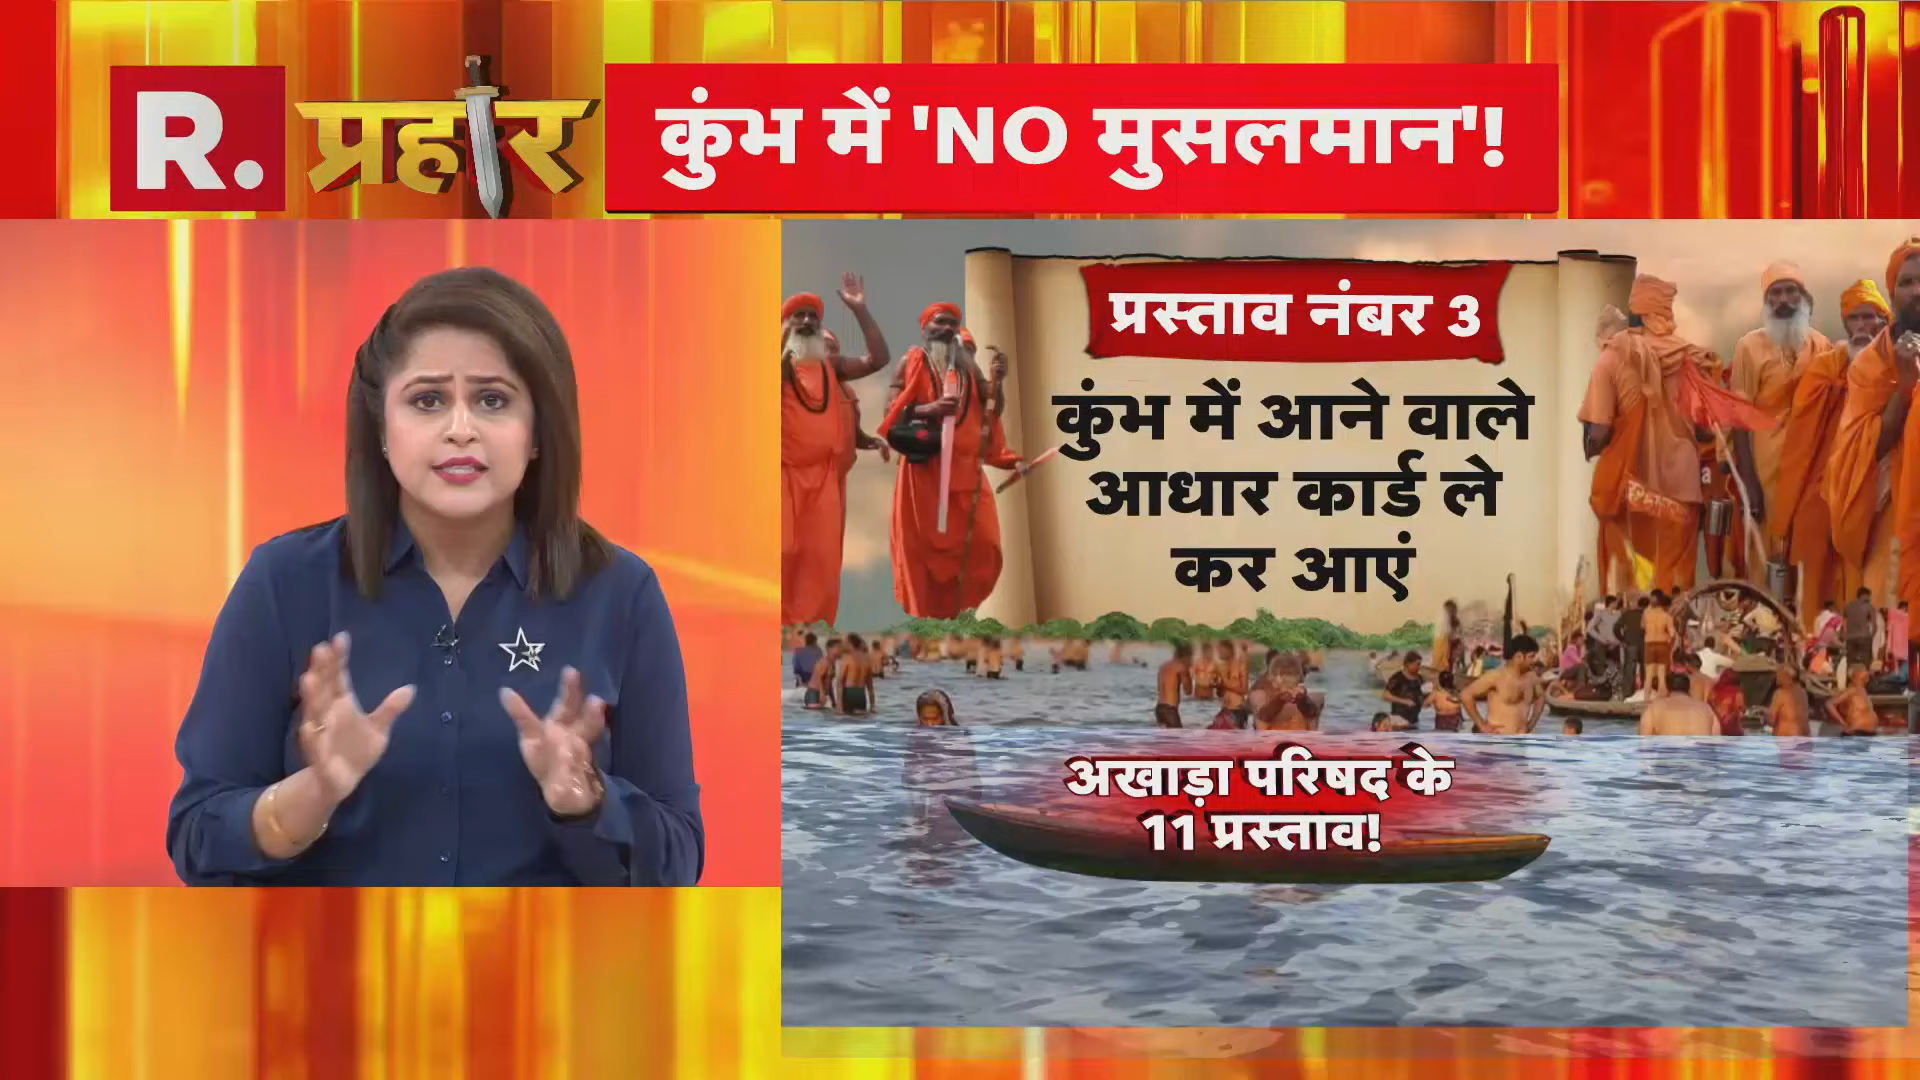 R. प्रहार
कुंभ में 'NO मुसलमान'!
प्रस्ताव नंबर 3
कुंभ में आने वाले
आधार कार्ड ले
कर आएं
अखाड़ा परिषद के
11 प्रस्ताव!